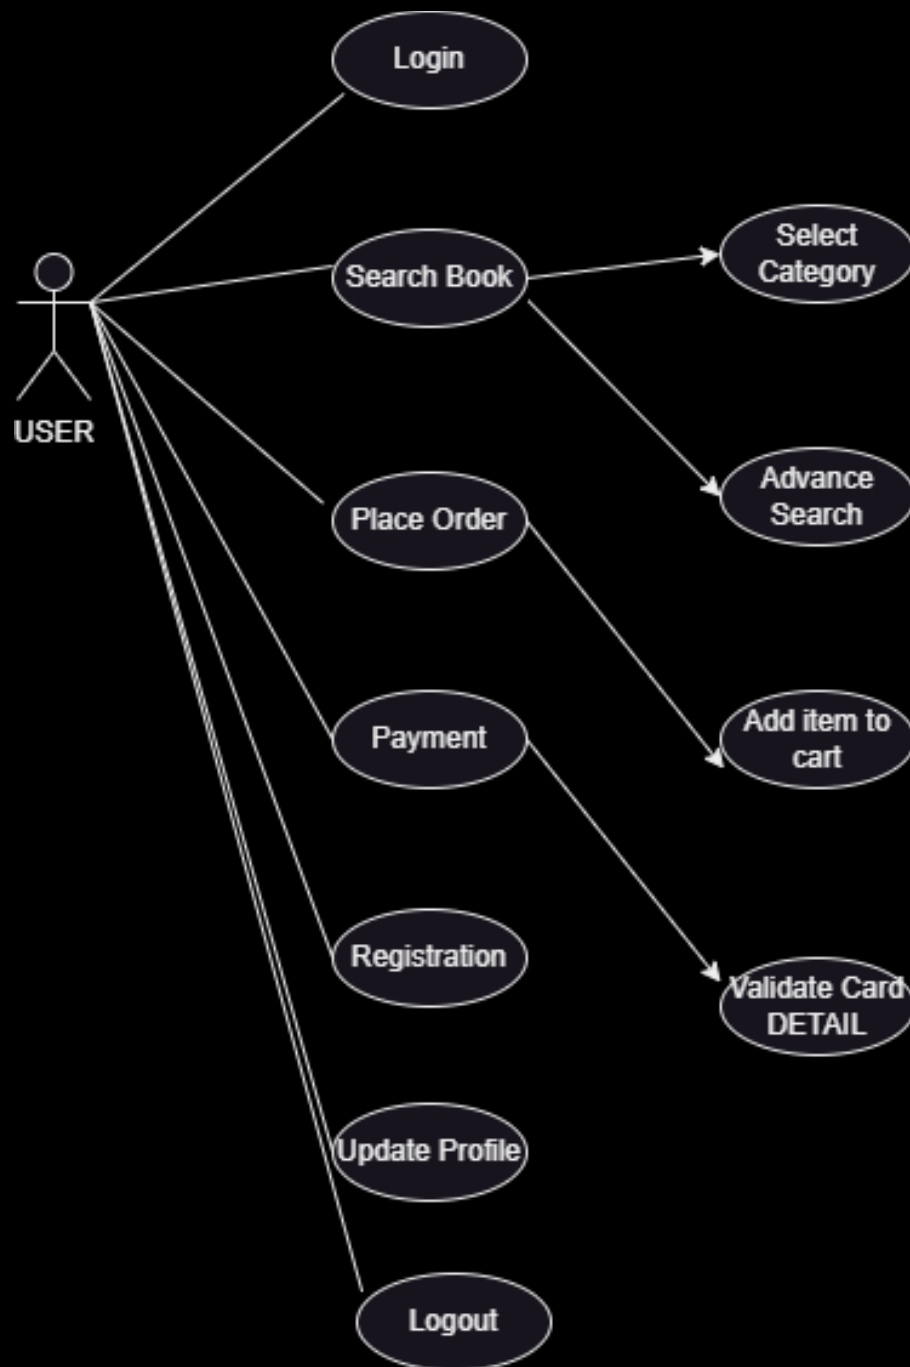 Login
Search Book
Select
Category
USER
Advance
Search
Place Order
Add item to
cart
Payment
Registration
Validate Card
DETAIL
Update Profile
Logout